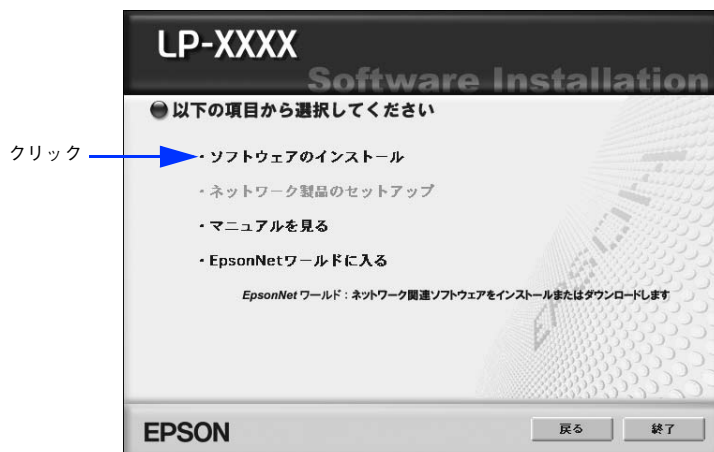 LP-XXXX
Software Installation
以下の項目から選択してください
クリック
・ソフトウェアのインストール
・ネットワーク製品のセットアップ
・マニュアルを見る
・EpsonNetワールドに入る
EpsonNet ワールド：ネットワーク関連ソフトウェアをインストールまたはダウンロードします
EPSON
EPSON
戻る
終了